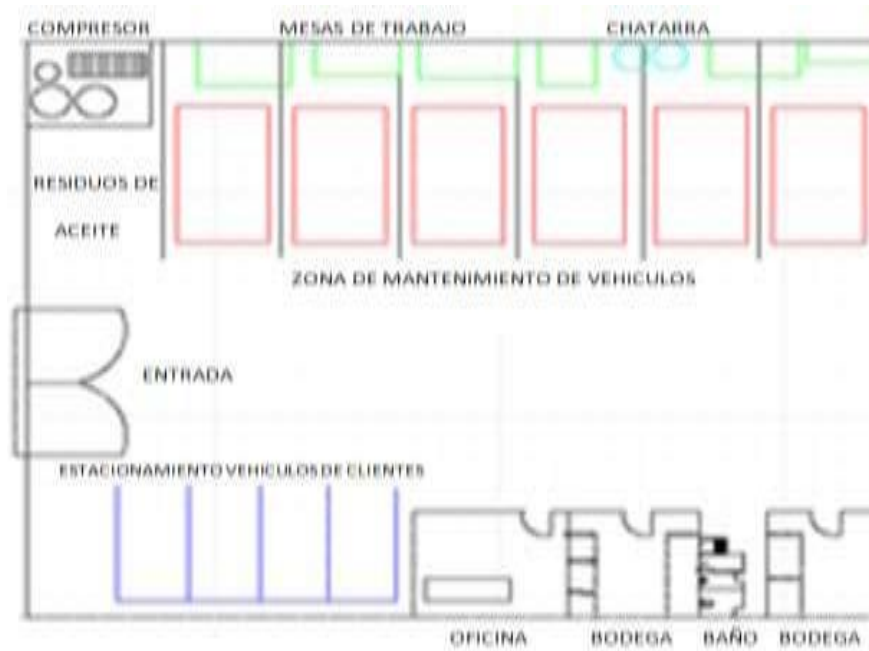 COMPRESOR
MESAS DE TRABAJO
CHATARRA
RESIDUOS DE
ACEITE
ZONA DE MANTENIMIENTO DE VEHICULOS
ENTRADA
ESTACIONAMIENTO VEHICULOS DE CLIENTES
OFICINA
BODEGA
BAÑO
BODEGA